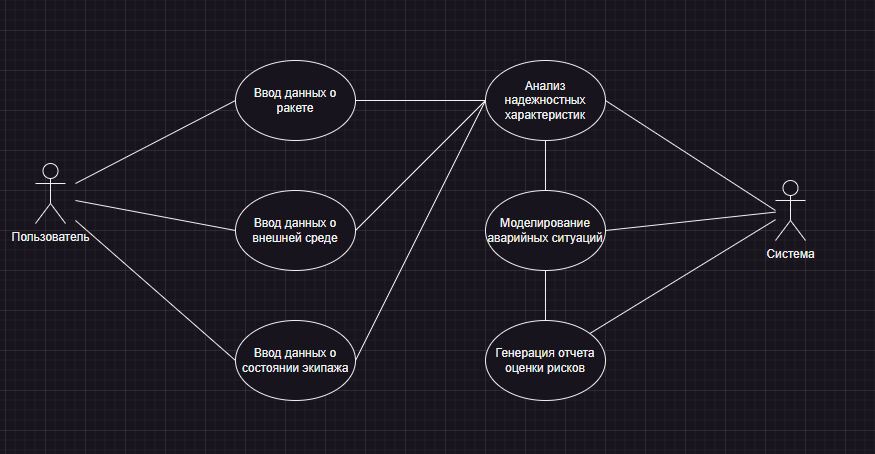 Ввод данных о
ракете
Анализ
надежностных
характеристик
Пользователь
Ввод данных о
внешней среде
Моделирование
аварийных ситуаций
Система
Ввод данных о
состоянии экипажа
Генерация отчета
оценки рисков